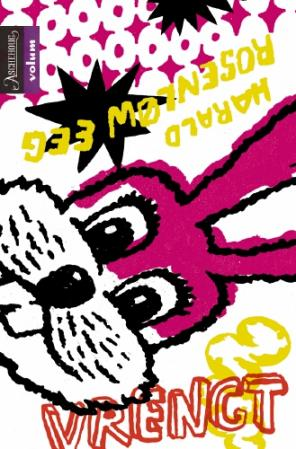 ASCHEHOUG
volum
HARALD
ROSENLØW EEG
VRENGT